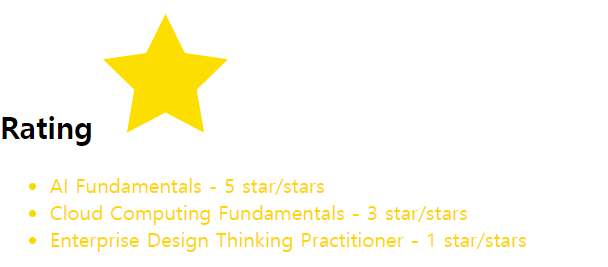 Rating
AI Fundamentals - 5 star/stars
Cloud Computing Fundamentals - 3 star/stars
Enterprise Design Thinking Practitioner - 1 star/stars